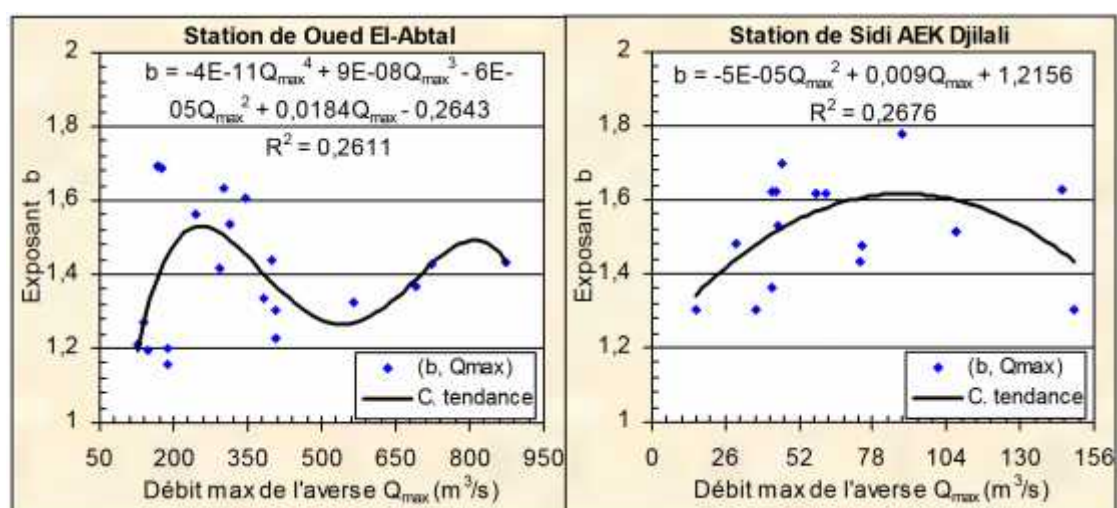 Station de Oued El-Abtal
b = -4E-11Qmax⁴ + 9E-08Qmax³ - 6E-
05Qmax² + 0,0184Qmax - 0,2643
R² = 0,2611
Exposant b
2
1,8
1,6
1,4
1,2
1
(b, Qmax)
C. tendance
50 200 350 500 650 800 950
Débit max de l'averse Qmax (m³/s)
Station de Sidi AEK Djilali
b = -5E-05Qmax² + 0,009Qmax + 1,2156
R² = 0,2676
Exposant b
2
1,8
1,6
1,4
1,2
1
(b, Qmax)
C. tendance
0 26 52 78 104 130 156
Débit max de l'averse Qmax (m³/s)